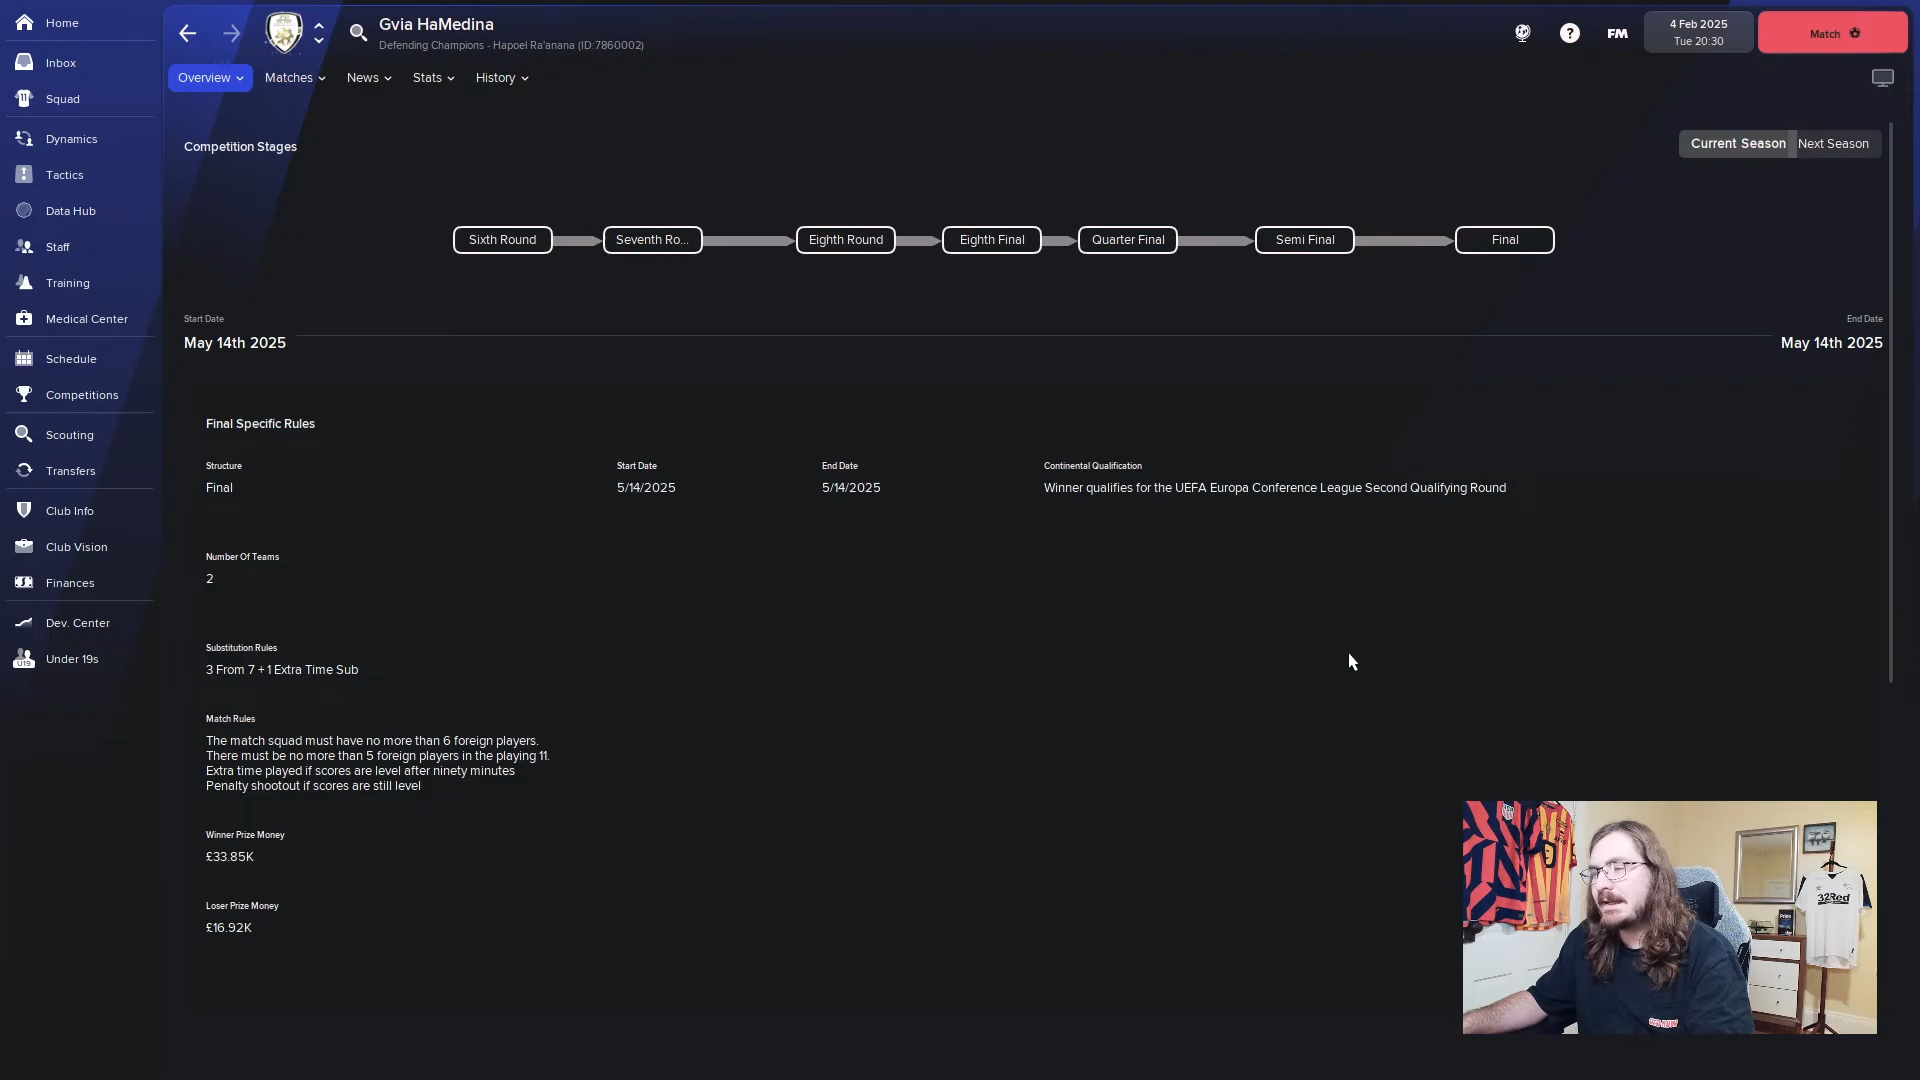 Home
Inbox
Squad
Dynamics
Tactics
Data Hub
Staff
Training
Medical Center
Schedule
Competitions
Scouting
Transfers
Club Info
Club Vision
Finances
Dev. Center
U19
Under 19s
Gvia HaMedina
Defending Champions - Hapoel Ra'anana (ID:7860002)
?
FM
4 Feb 2025
Tue 20:30
Match
Overview
Matches
News
Stats
History
Competition Stages
Current Season
Next Season
Sixth Round
Seventh Ro...
Eighth Round
Eighth Final
Quarter Final
Semi Final
Final
Start Date
May 14th 2025
End Date
May 14th 2025
Final Specific Rules
Structure
Final
Start Date
5/14/2025
End Date
5/14/2025
Continental Qualification
Winner qualifies for the UEFA Europa Conference League Second Qualifying Round
Number Of Teams
2
Substitution Rules
3 From 7 + 1 Extra Time Sub
Match Rules
The match squad must have no more than 6 foreign players.
There must be no more than 5 foreign players in the playing 11.
Extra time played if scores are level after ninety minutes
Penalty shootout if scores are still level
Winner Prize Money
£33.85K
Loser Prize Money
£16.92K
32Red
Pride